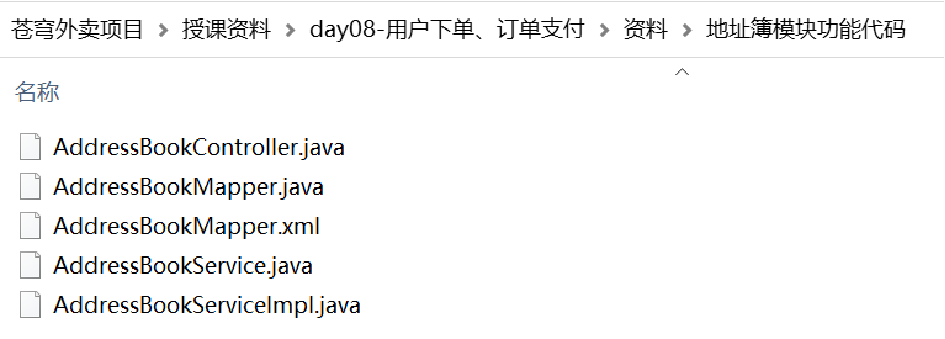 苍穹外卖项目 > 授课资料 > day08-用户下单、订单支付 > 资料 > 地址簿模块功能代码
名称
AddressBookController.java
AddressBookMapper.java
AddressBookMapper.xml
AddressBookService.java
AddressBookServiceImpl.java